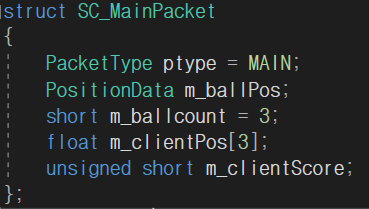 struct SC_MainPacket
{
PacketType ptype = MAIN;
PositionData m_ballPos;
short m_ballcount = 3;
float m_clientPos[3];
unsigned short m_clientScore;
};